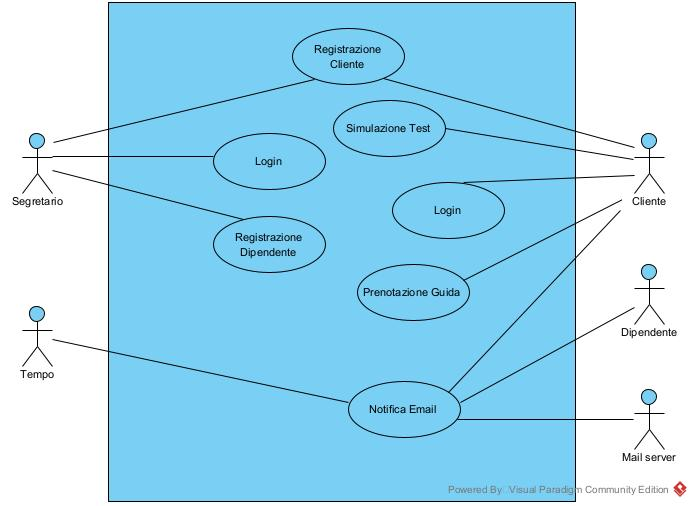 Registrazione
Cliente
Simulazione Test
Login
Segretario
Cliente
Login
Registrazione
Dipendente
Prenotazione Guida
Dipendente
Tempo
Notifica Email
Mail server
Powered By Visual Paradigm Community Edition